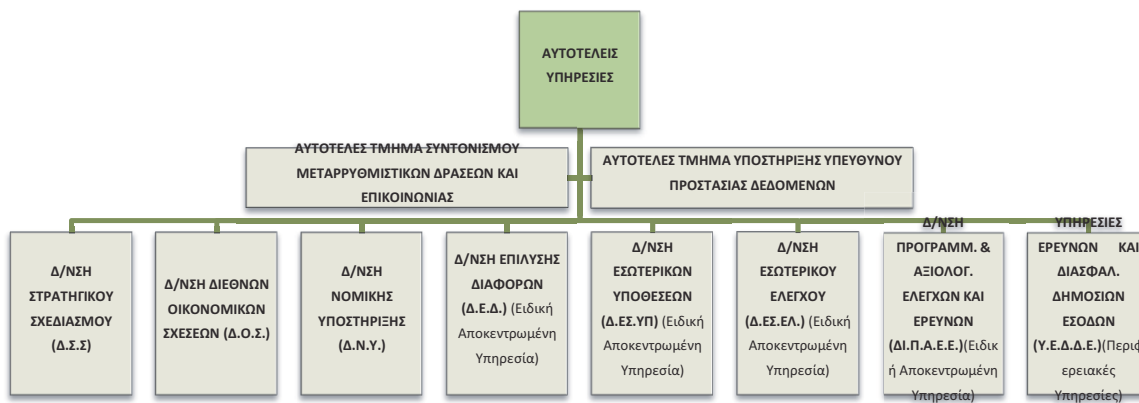 ΑΥΤΟΤΕΛΕΙΣ
ΥΠΗΡΕΣΙΕΣ
ΑΥΤΟΤΕΛΕΣ ΤΜΗΜΑ ΣΥΝΤΟΝΙΣΜΟΥ
ΜΕΤΑΡΡΥΘΜΙΣΤΙΚΩΝ ΔΡΑΣΕΩΝ ΚΑΙ
ΕΠΙΚΟΙΝΩΝΙΑΣ
ΑΥΤΟΤΕΛΕΣ ΤΜΗΜΑ ΥΠΟΣΤΗΡΙΞΗΣ ΥΠΕΥΘΥΝΟΥ
ΠΡΟΣΤΑΣΙΑΣ ΔΕΔΟΜΕΝΩΝ
Δ/ΝΣΗ
ΣΤΡΑΤΗΓΙΚΟΥ
ΣΧΕΔΙΑΣΜΟΥ
(Δ.Σ.Σ)
Δ/ΝΣΗ ΔΙΕΘΝΩΝ
ΟΙΚΟΝΟΜΙΚΩΝ
ΣΧΕΣΕΩΝ (Δ.Ο.Σ.)
Δ/ΝΣΗ
ΝΟΜΙΚΗΣ
ΥΠΟΣΤΗΡΙΞΗΣ
(Δ.Ν.Υ.)
Δ/ΝΣΗ ΕΠΙΛΥΣΗΣ
ΔΙΑΦΟΡΩΝ
(Δ.Ε.Δ.) (Ειδική
Αποκεντρωμένη
Υπηρεσία)
Δ/ΝΣΗ
ΕΣΩΤΕΡΙΚΩΝ
ΥΠΟΘΕΣΕΩΝ
(Δ.ΕΣ.ΥΠ) (Ειδική
Αποκεντρωμένη
Υπηρεσία)
Δ/ΝΣΗ
ΕΣΩΤΕΡΙΚΟΥ
ΕΛΕΓΧΟΥ
(Δ.ΕΣ.ΕΛ.) (Ειδική
Αποκεντρωμένη
Υπηρεσία)
Δ/ΝΣΗ
ΠΡΟΓΡΑΜΜ. &
ΑΞΙΟΛΟΓ.
ΕΛΕΓΧΩΝ ΚΑΙ
ΕΡΕΥΝΩΝ
(ΔΙ.Π.Α.Ε.Ε.)(Ειδικ
ή Αποκεντρωμένη
Υπηρεσία)
ΥΠΗΡΕΣΙΕΣ
ΕΡΕΥΝΩΝ ΚΑΙ
ΔΙΑΣΦΑΛ.
ΔΗΜΟΣΙΩΝ
ΕΣΟΔΩΝ
(Υ.Ε.Δ.Δ.Ε.)(Περιφ
ερειακές
Υπηρεσίες)